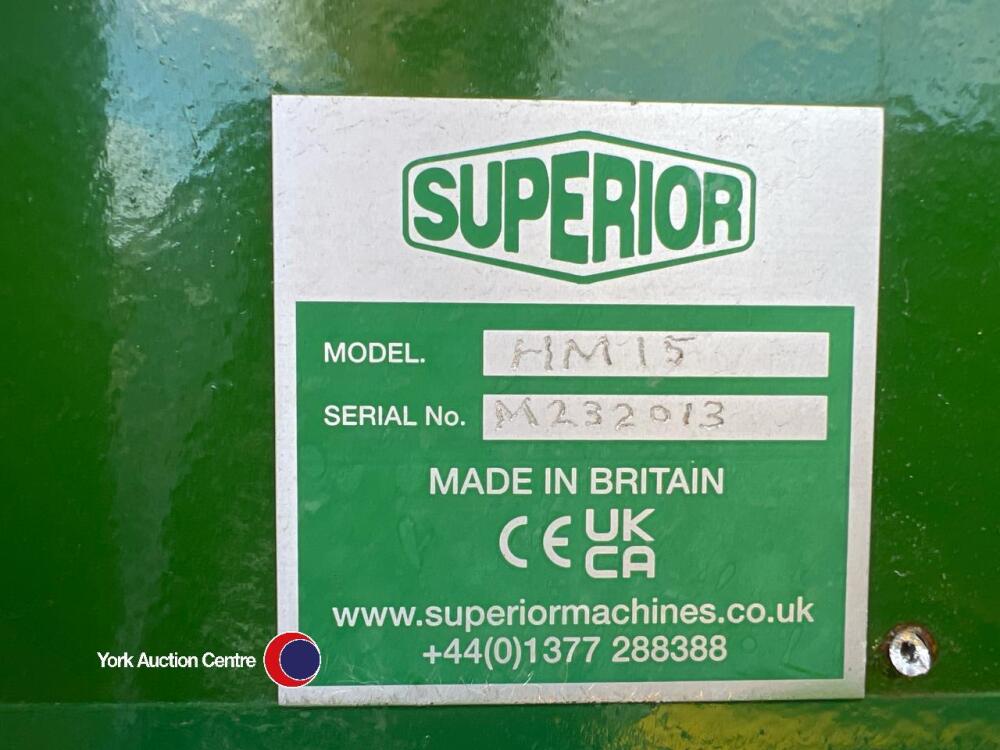 SUPERIOR
MODEL. HM15
SERIAL No. M232013
MADE IN BRITAIN
CE UK
CA
www.superiormachines.co.uk
+44(0)1377 288388
York Auction Centre